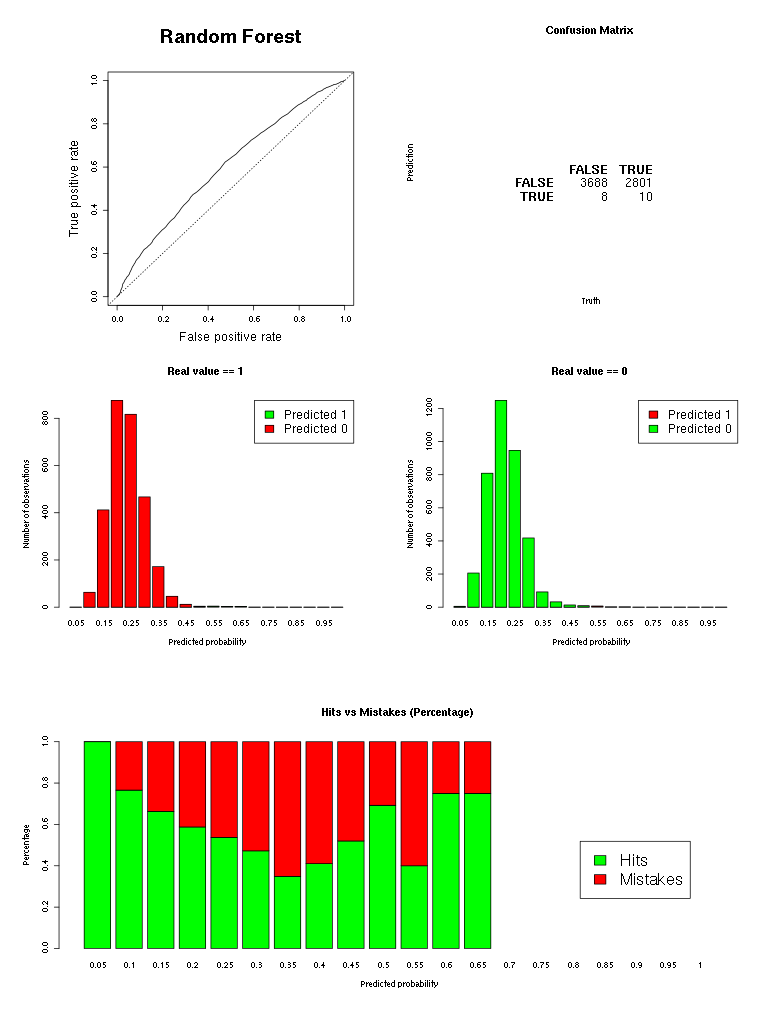 Random Forest
True positive rate
1.0
0.8
0.6
0.4
0.2
0.0
0.0 0.2 0.4 0.6 0.8 1.0
False positive rate
Confusion Matrix
Prediction
FALSE TRUE
FALSE 3688 2801
TRUE 8 10
Truth
Real value == 1
Number of observations
800
600
400
200
0
Predicted 1
Predicted 0
0.05 0.15 0.25 0.35 0.45 0.55 0.65 0.75 0.85 0.95
Predicted probability
Real value == 0
Number of observations
1200
1000
800
600
400
200
0
Predicted 1
Predicted 0
0.05 0.15 0.25 0.35 0.45 0.55 0.65 0.75 0.85 0.95
Predicted probability
Hits vs Mistakes (Percentage)
Percentage
1.0
0.8
0.6
0.4
0.2
0.0
Hits
Mistakes
0.05 0.1 0.15 0.2 0.25 0.3 0.35 0.4 0.45 0.5 0.55 0.6 0.65 0.7 0.75 0.8 0.85 0.9 0.95 1
Predicted probability